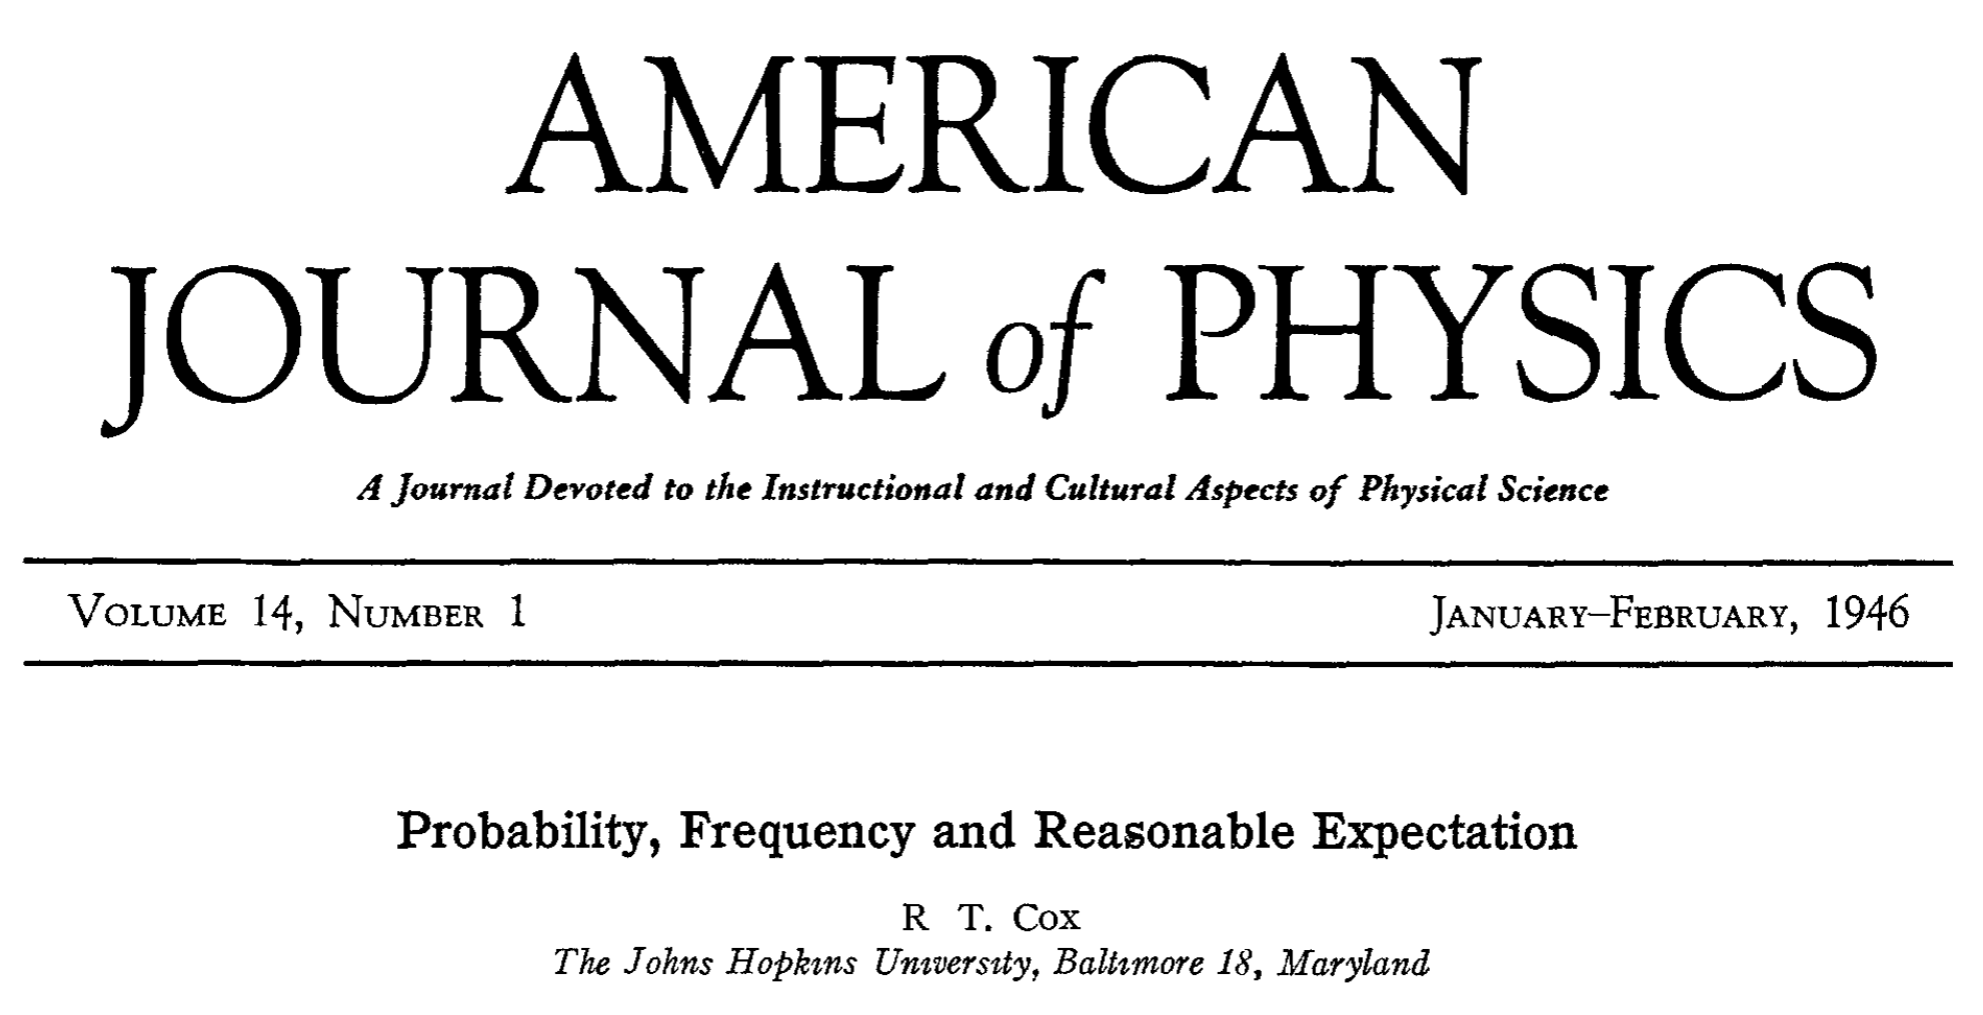 AMERICAN
JOURNAL of PHYSICS
A Journal Devoted to the Instructional and Cultural Aspects of Physical Science
VOLUME 14, NUMBER 1
JANUARY–FEBRUARY, 1946
Probability, Frequency and Reasonable Expectation
R T. COX
The Johns Hopkins University, Baltimore 18, Maryland